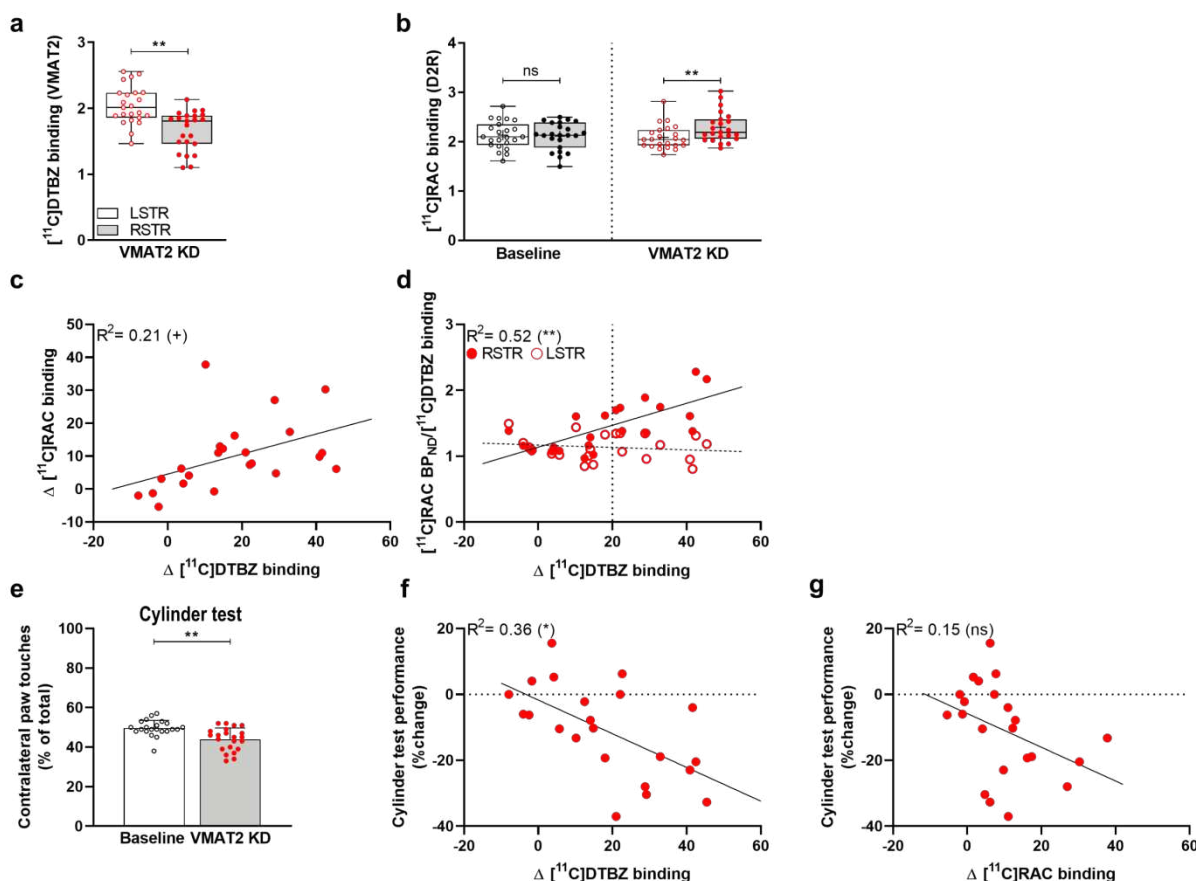 a
[¹¹C]DTBZ binding (VMAT2)
3
2
1
0
**
LSTR
RSTR
VMAT2 KD
b
[¹¹C]RAC binding (D2R)
4
3
2
1
0
ns
**
Baseline
VMAT2 KD
c
R²= 0.21 (+)
Δ [¹¹C]RAC binding
50
40
30
20
10
0
-10
-20
0
20
40
60
Δ [¹¹C]DTBZ binding
d
R²= 0.52 (**)
RSTR
LSTR
[¹¹C]RAC BP_ND/[¹¹C]DTBZ binding
3
2
1
0
-20
0
20
40
60
Δ [¹¹C]DTBZ binding
e
Cylinder test
Contralateral paw touches
(% of total)
100
80
60
40
20
0
**
Baseline
VMAT2 KD
f
R²= 0.36 (*)
Cylinder test performance
(%change)
20
0
-20
-40
-20
0
20
40
60
Δ [¹¹C]DTBZ binding
g
R²= 0.15 (ns)
Cylinder test performance
(%change)
20
0
-20
-40
-20
0
20
40
60
Δ [¹¹C]RAC binding